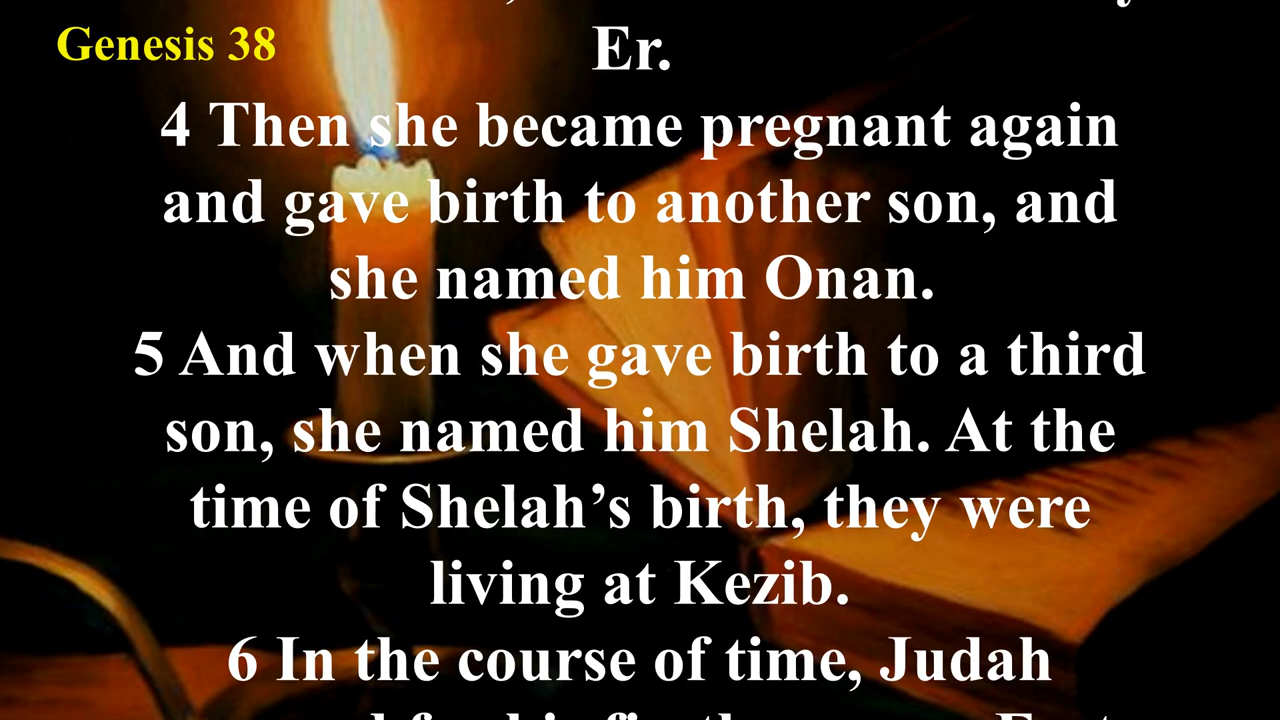 Genesis 38
Er.
4 Then she became pregnant again
and gave birth to another son, and
she named him Onan.
5 And when she gave birth to a third
son, she named him Shelah. At the
time of Shelah’s birth, they were
living at Kezib.
6 In the course of time, Judah